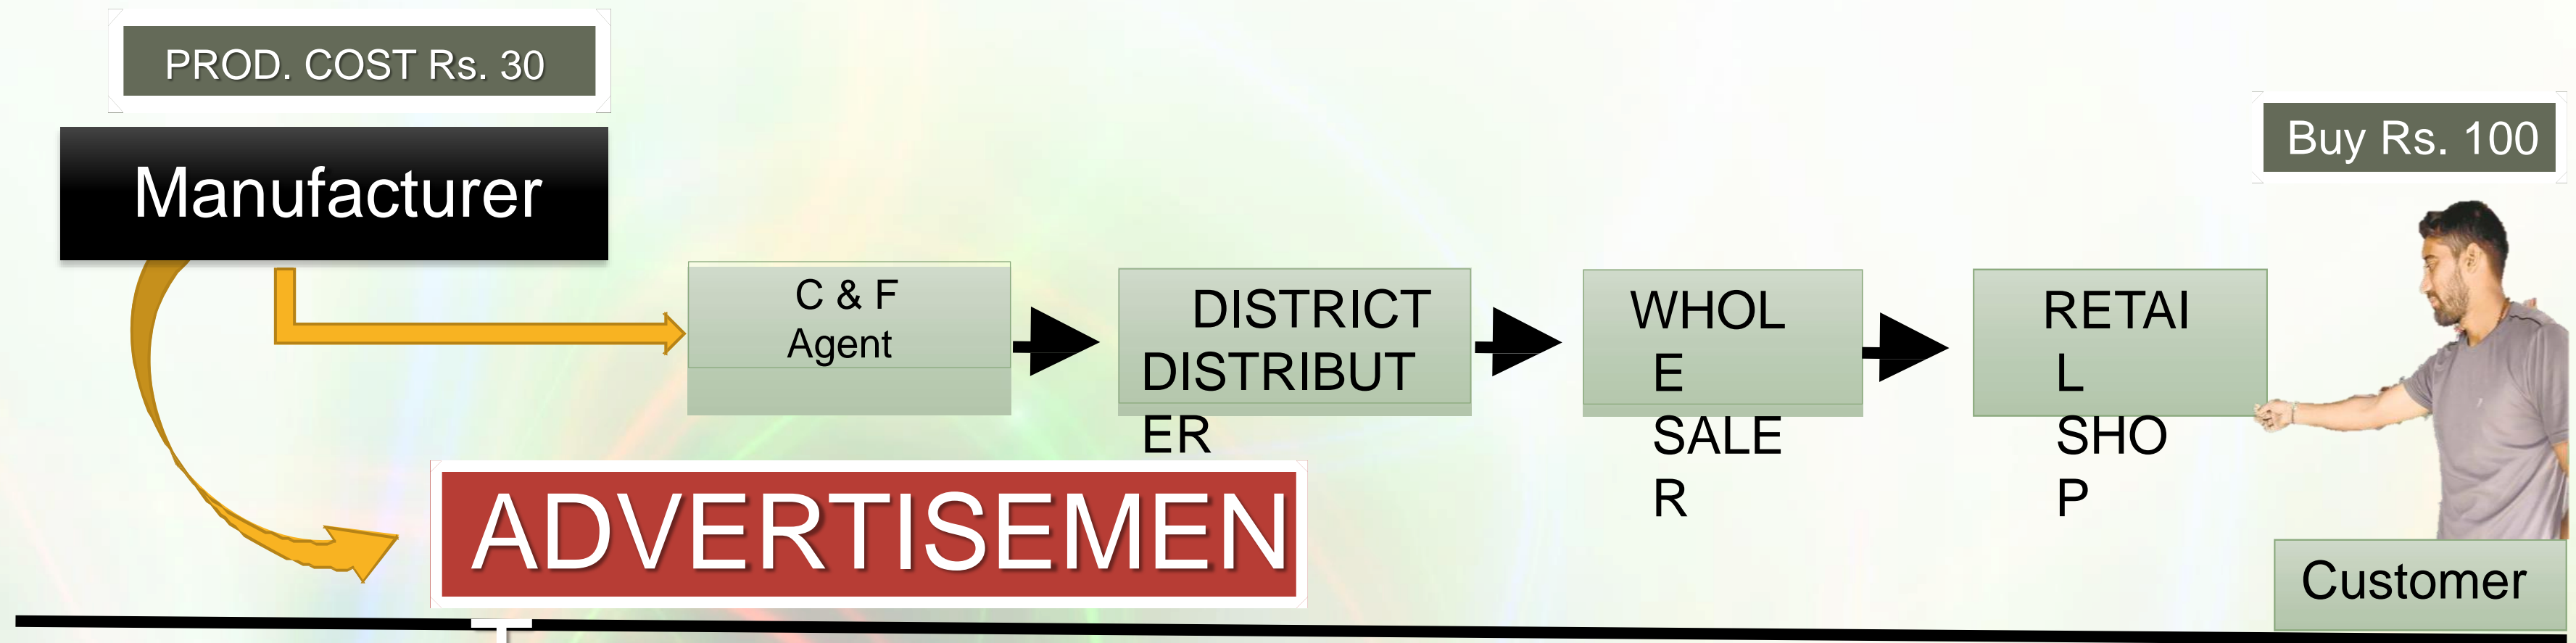 PROD. COST Rs. 30
Buy Rs. 100
Manufacturer
C & F
Agent
DISTRICT
DISTRIBUT
ER
WHOL
E
SALE
R
RETAI
L
SHO
P
ADVERTISEMEN
T
Customer